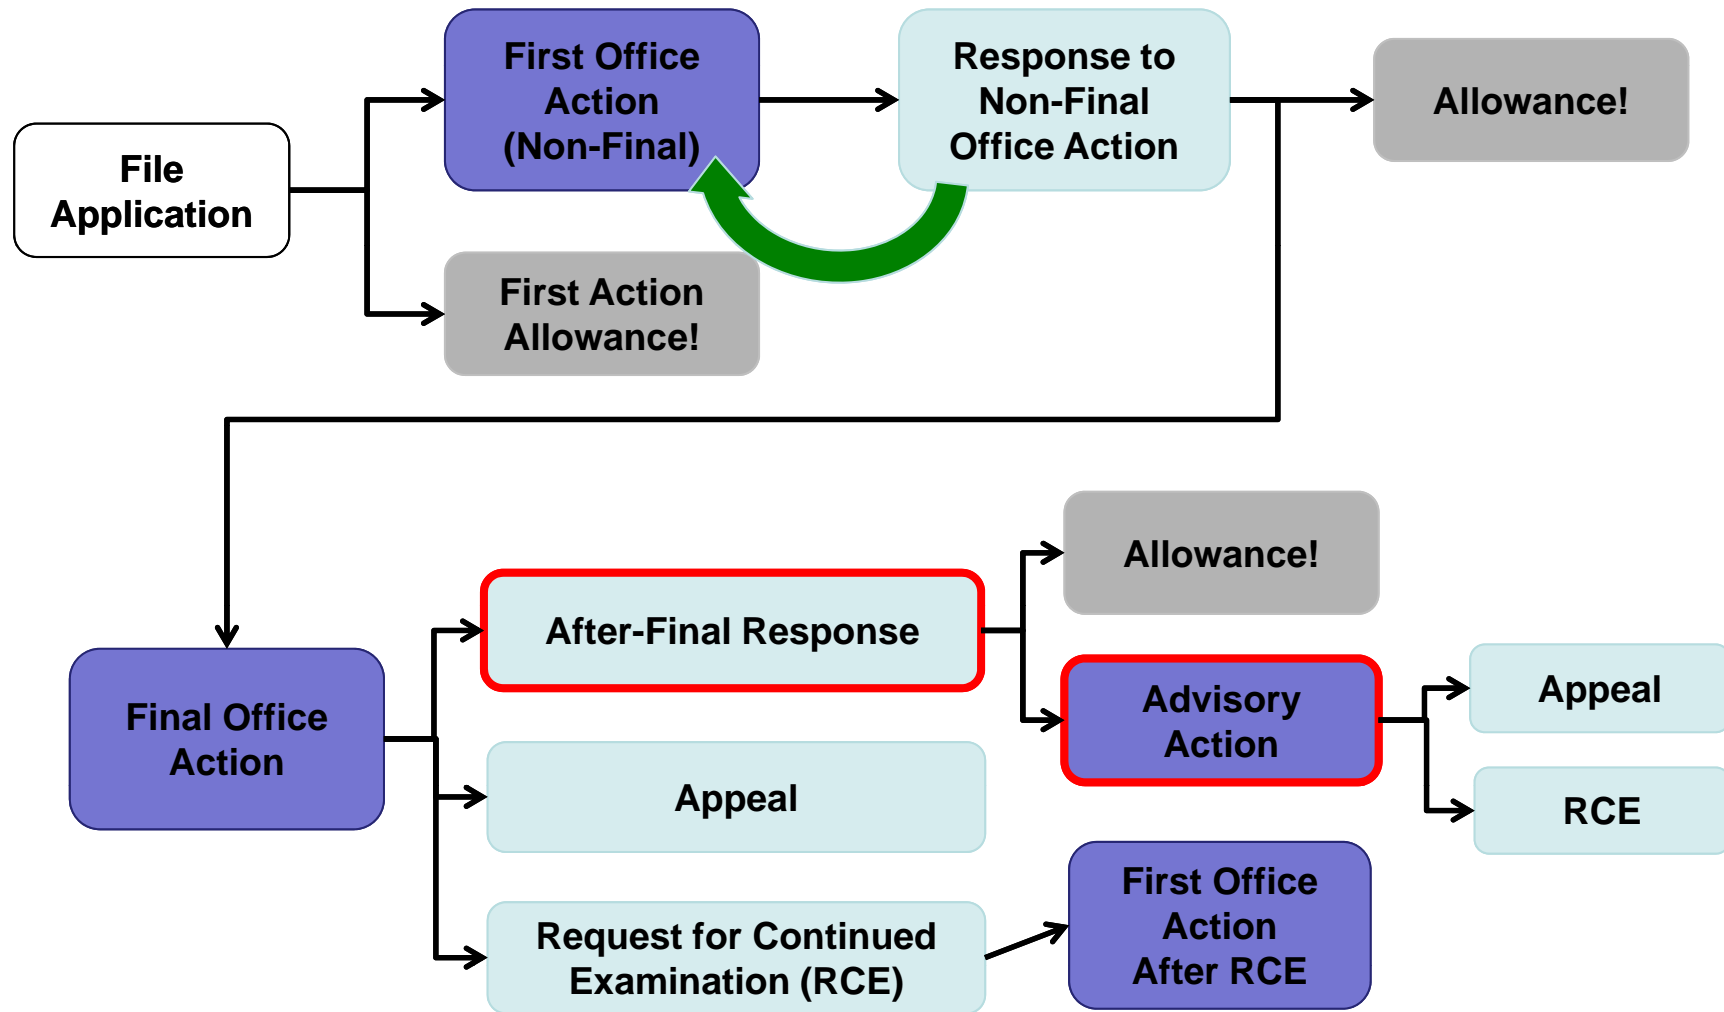 First Office
Action
(Non-Final)
Response to
Non-Final
Office Action
Allowance!
File
Application
First Action
Allowance!
Allowance!
After-Final Response
Advisory
Action
Appeal
Final Office
Action
Appeal
RCE
First Office
Action
After RCE
Request for Continued
Examination (RCE)